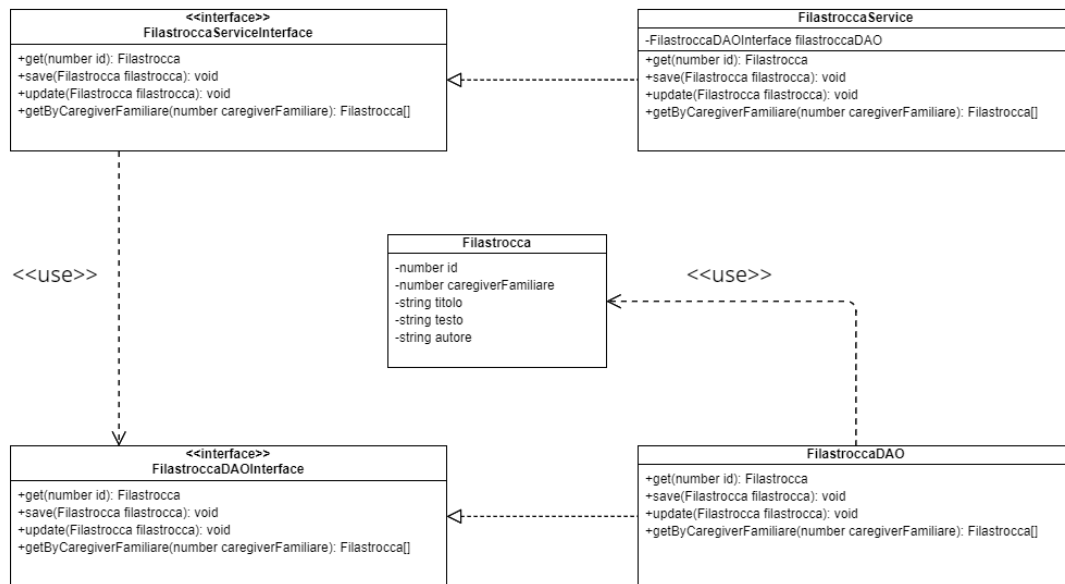 <<interface>>
FilastroccaServiceInterface
+get(number id): Filastrocca
+save(Filastrocca filastrocca): void
+update(Filastrocca filastrocca): void
+getByCaregiverFamiliare(number caregiverFamiliare): Filastrocca[]
FilastroccaService
-FilastroccaDAOInterface filastroccaDAO
+get(number id): Filastrocca
+save(Filastrocca filastrocca): void
+update(Filastrocca filastrocca): void
+getByCaregiverFamiliare(number caregiverFamiliare): Filastrocca[]
<<use>>
Filastrocca
-number id
-number caregiverFamiliare
-string titolo
-string testo
-string autore
<<use>>
<<interface>>
FilastroccaDAOInterface
+get(number id): Filastrocca
+save(Filastrocca filastrocca): void
+update(Filastrocca filastrocca): void
+getByCaregiverFamiliare(number caregiverFamiliare): Filastrocca[]
FilastroccaDAO
+get(number id): Filastrocca
+save(Filastrocca filastrocca): void
+update(Filastrocca filastrocca): void
+getByCaregiverFamiliare(number caregiverFamiliare): Filastrocca[]